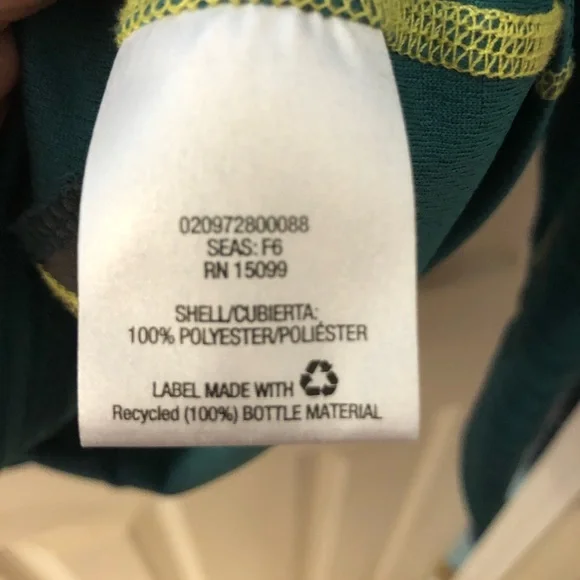 020972800088
SEAS: F6
RN 15099
SHELL/CUBIERTA:
100% POLYESTER/POLIÉSTER
LABEL MADE WITH
Recycled (100%) BOTTLE MATERIAL